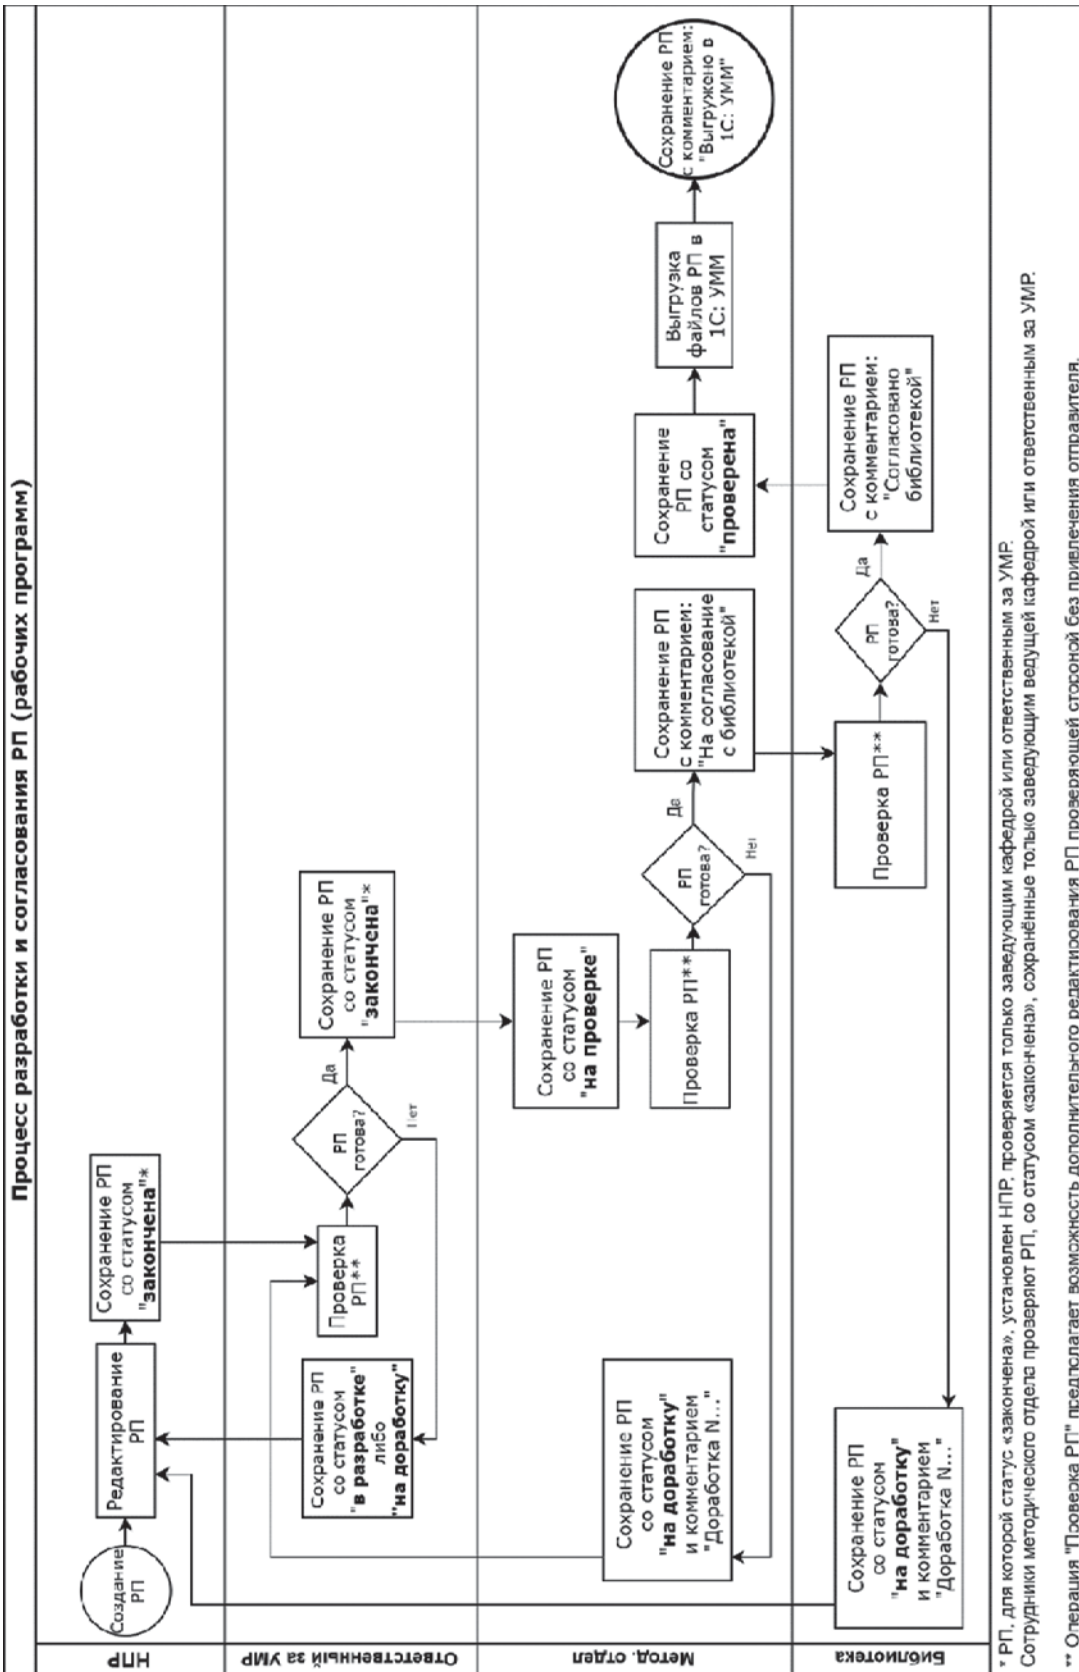 Процесс разработки и согласования РП (рабочих программ)
НПР
Создание
РП
Редактирование
РП
Сохранение РП
со статусом
"закончена"*
Ответственный за УМР
Сохранение РП
со статусом
"в разработке"
либо
"на доработку"
Проверка
РП**
РП
готова?
Да
Нет
Сохранение РП
со статусом
"закончена"*
Метод. отдел
Сохранение РП
со статусом
"на доработку"
и комментарием
"Доработка N..."
Сохранение РП
со статусом
"на проверке"
Проверка РП**
РП
готова?
Да
Нет
Сохранение РП
с комментарием:
"На согласование
с библиотекой"
Сохранение
РП со
статусом
"проверена"
Выгрузка
файлов РП в
1С: УММ
Сохранение РП
с комментарием:
"Выгружено в
1С: УММ"
Библиотека
Сохранение РП
со статусом
"на доработку"
и комментарием
"Доработка N..."
Проверка РП**
РП
готова?
Да
Нет
Сохранение РП
с комментарием:
"Согласовано
библиотекой"
* РП, для которой статус «закончена», установлен НПР, проверяется только заведующим кафедрой или ответственным за УМР.
Сотрудники методического отдела проверяют РП, со статусом «закончена», сохранённые только заведующим ведущей кафедрой или ответственным за УМР.
** Операция "Проверка РП" предполагает возможность дополнительного редактирования РП проверяющей стороной без привлечения отправителя.